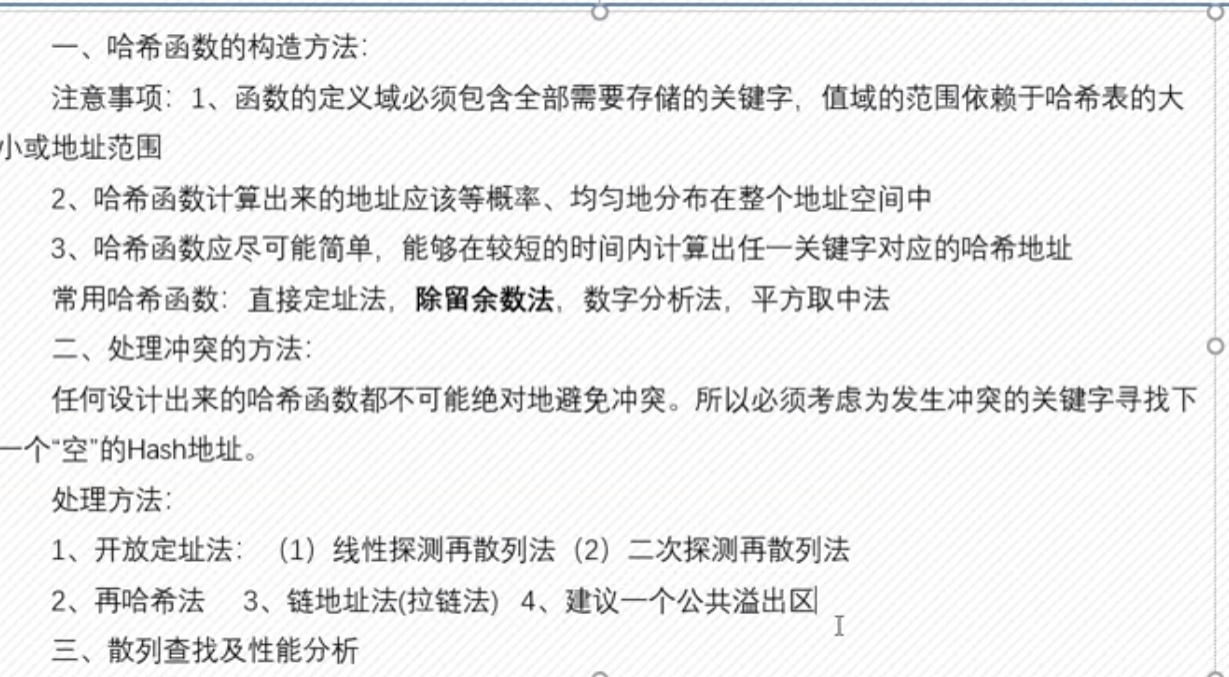 一、哈希函数的构造方法：
注意事项：1、函数的定义域必须包含全部需要存储的关键字，值域的范围依赖于哈希表的大
小或地址范围
2、哈希函数计算出来的地址应该等概率、均匀地分布在整个地址空间中
3、哈希函数应尽可能简单，能够在较短的时间内计算出任一关键字对应的哈希地址
常用哈希函数：直接定址法，除留余数法，数字分析法，平方取中法
二、处理冲突的方法：
任何设计出来的哈希函数都不可能绝对地避免冲突。所以必须考虑为发生冲突的关键字寻找下
一个“空”的Hash地址。
处理方法：
1、开放定址法：（1）线性探测再散列法（2）二次探测再散列法
2、再哈希法 3、链地址法(拉链法) 4、建议一个公共溢出区
三、散列查找及性能分析